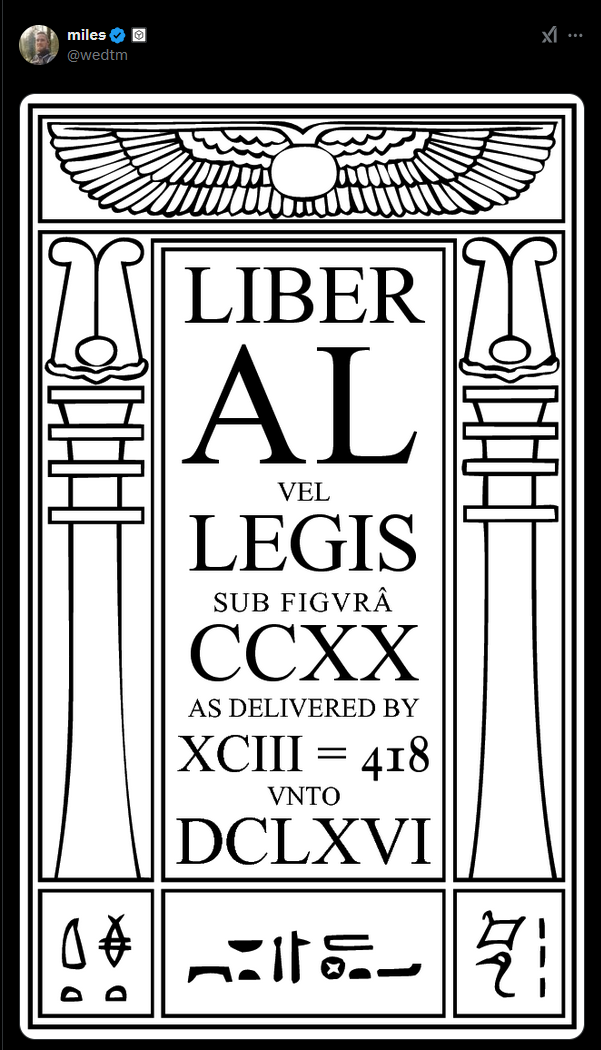 miles
@wedtm
LIBER
AL
VEL
LEGIS
SUB FIGVRÂ
CCXX
AS DELIVERED BY
XCIII = 418
VNTO
DCLXVI